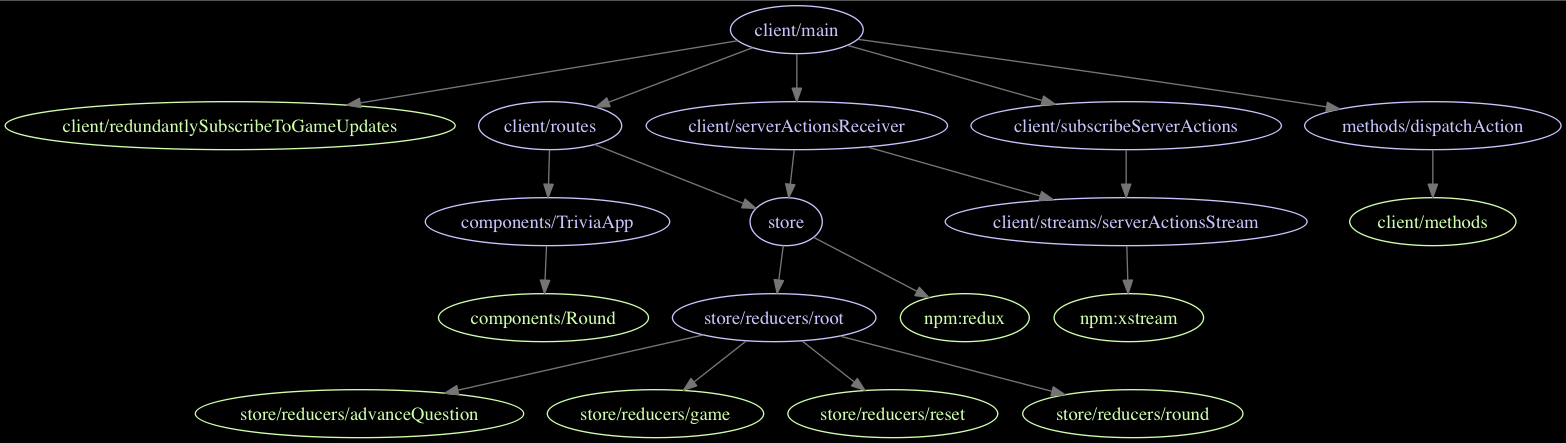 client/main
client/redundantlySubscribeToGameUpdates
client/routes
client/serverActionsReceiver
client/subscribeServerActions
methods/dispatchAction
components/TriviaApp
store
client/streams/serverActionsStream
client/methods
components/Round
store/reducers/root
npm:redux
npm:xstream
store/reducers/advanceQuestion
store/reducers/game
store/reducers/reset
store/reducers/round